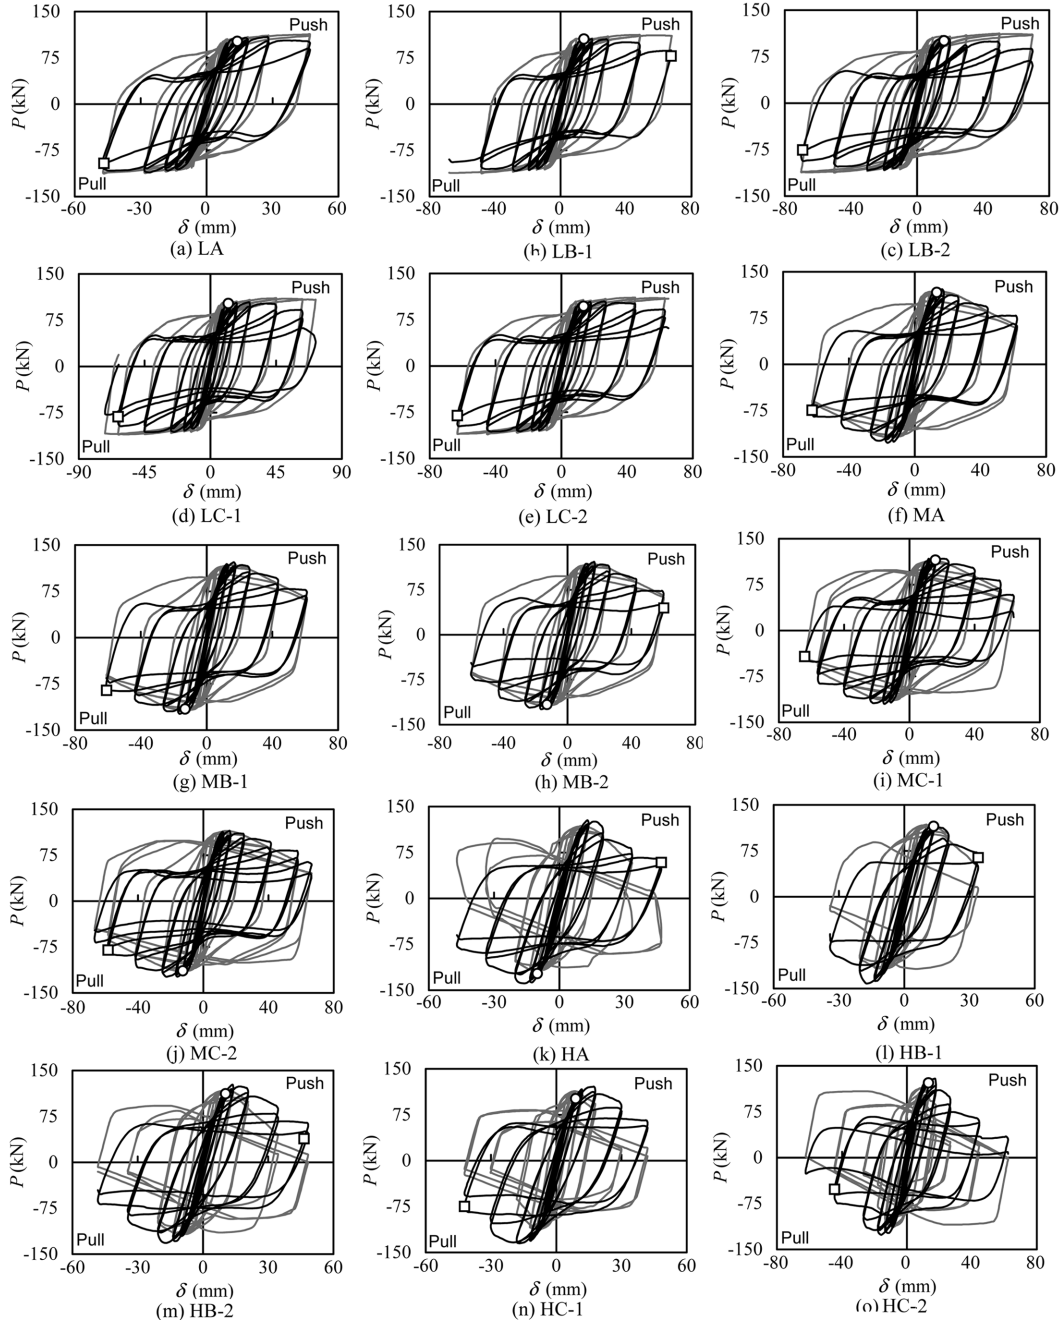 150
Push
75
P (kN)
0
-75
Pull
-150
-60 -30 0 30 60
δ (mm)
(a) LA
150
Push
75
P (kN)
0
-75
Pull
-150
-80 -40 0 40 80
δ (mm)
(b) LB-1
150
Push
75
P (kN)
0
-75
Pull
-150
-80 -40 0 40 80
δ (mm)
(c) LB-2
150
Push
75
P (kN)
0
-75
Pull
-150
-90 -45 0 45 90
δ (mm)
(d) LC-1
150
Push
75
P (kN)
0
-75
Pull
-150
-80 -40 0 40 80
δ (mm)
(e) LC-2
150
Push
75
P (kN)
0
-75
Pull
-150
-80 -40 0 40 80
δ (mm)
(f) MA
150
Push
75
P (kN)
0
-75
Pull
-150
-80 -40 0 40 80
δ (mm)
(g) MB-1
150
Push
75
P (kN)
0
-75
Pull
-150
-80 -40 0 40 80
δ (mm)
(h) MB-2
150
Push
75
P (kN)
0
-75
Pull
-150
-80 -40 0 40 80
δ (mm)
(i) MC-1
150
Push
75
P (kN)
0
-75
Pull
-150
-80 -40 0 40 80
δ (mm)
(j) MC-2
150
Push
75
P (kN)
0
-75
Pull
-150
-60 -30 0 30 60
δ (mm)
(k) HA
150
Push
75
P (kN)
0
-75
Pull
-150
-60 -30 0 30 60
δ (mm)
(l) HB-1
150
Push
75
P (kN)
0
-75
Pull
-150
-60 -30 0 30 60
δ (mm)
(m) HB-2
150
Push
75
P (kN)
0
-75
Pull
-150
-60 -30 0 30 60
δ (mm)
(n) HC-1
150
Push
75
P (kN)
0
-75
Pull
-150
-80 -40 0 40 80
δ (mm)
(o) HC-2